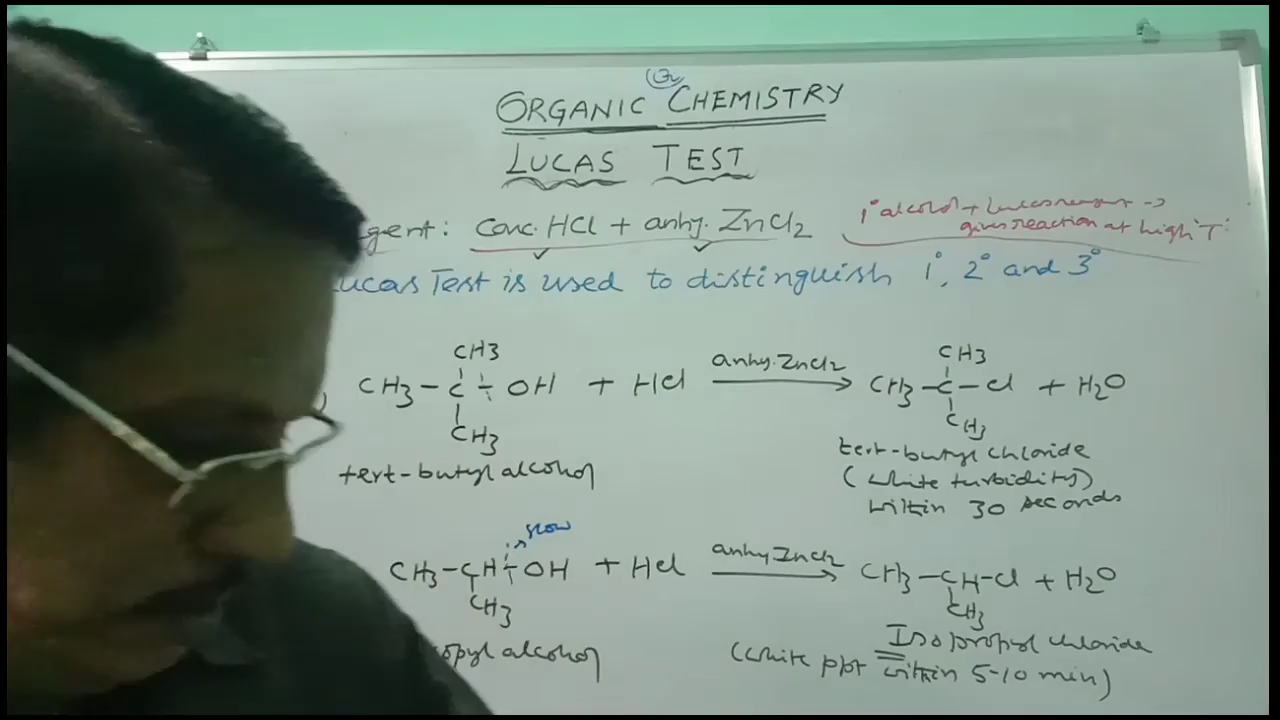 ORGANIC CHEMISTRY
LUCAS TEST
gent: Conc. HCl + anhy. ZnCl2
1° alcohol + Lucas reagent →
gives reaction at high T.
ucas Test is used to distinguish 1°, 2° and 3°
CH3 CH3
CH3-C-OH + HCl anhy. ZnCl2 → CH3-C-Cl + H2O
CH3 CH3
tert-butyl alcohol
tert-butyl chloride
(white turbidity)
within 30 seconds
slow
CH3-CH-OH + HCl anhy ZnCl2 → CH3-CH-Cl + H2O
CH3 CH3
opyl alcohol
Isopropyl chloride
(white ppt within 5-10 min)